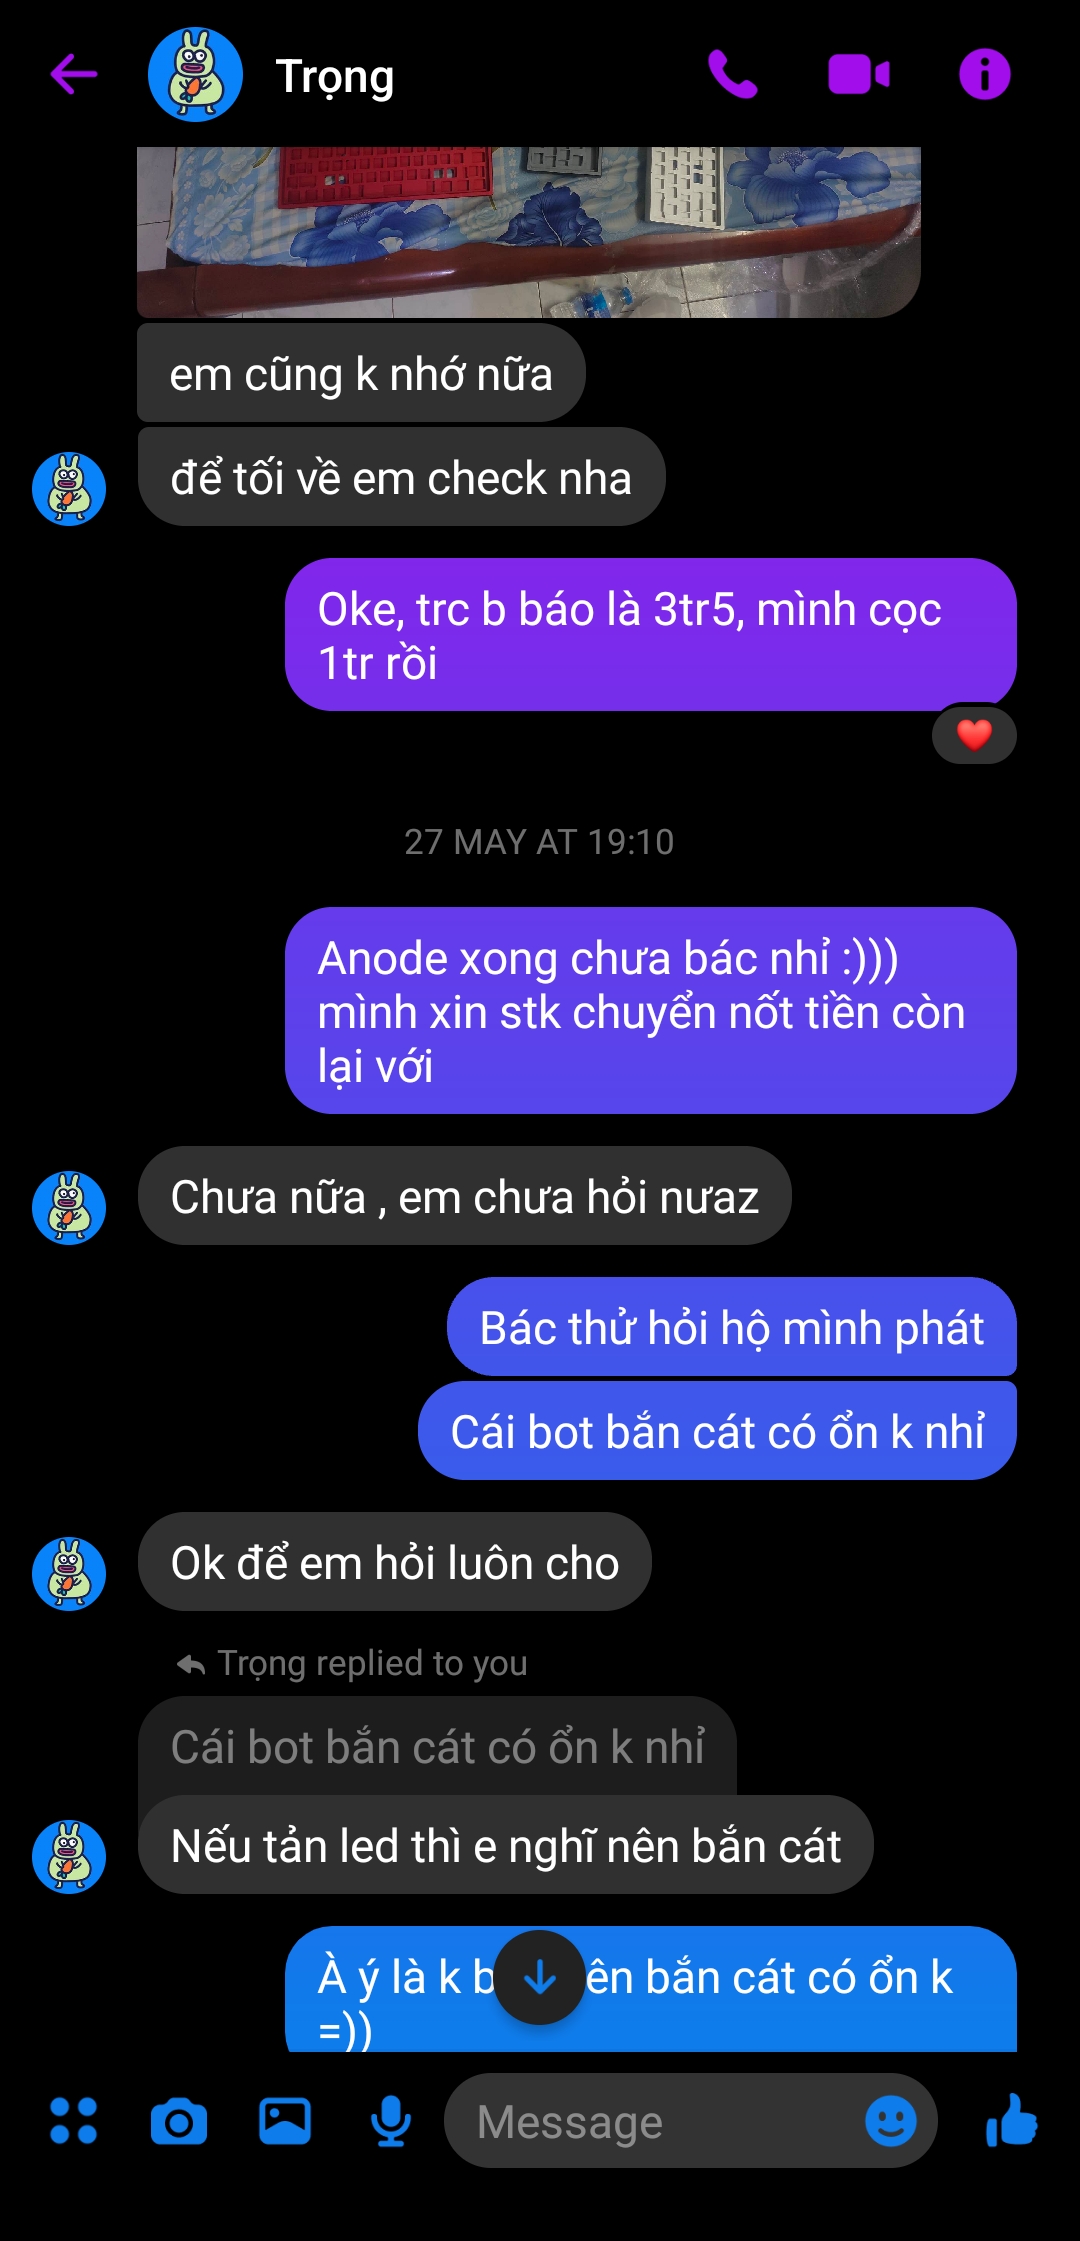 Trọng
em cũng k nhớ nữa
để tối về em check nha
Oke, trc b báo là 3tr5, mình cọc
1tr rồi
27 MAY AT 19:10
Anode xong chưa bác nhỉ :)))
mình xin stk chuyển nốt tiền còn
lại với
Chưa nữa , em chưa hỏi nưaz
Bác thử hỏi hộ mình phát
Cái bot bắn cát có ổn k nhỉ
Ok để em hỏi luôn cho
Trọng replied to you
Cái bot bắn cát có ổn k nhỉ
Nếu tản led thì e nghĩ nên bắn cát
À ý là k bắn cát có ổn k
=))
Message